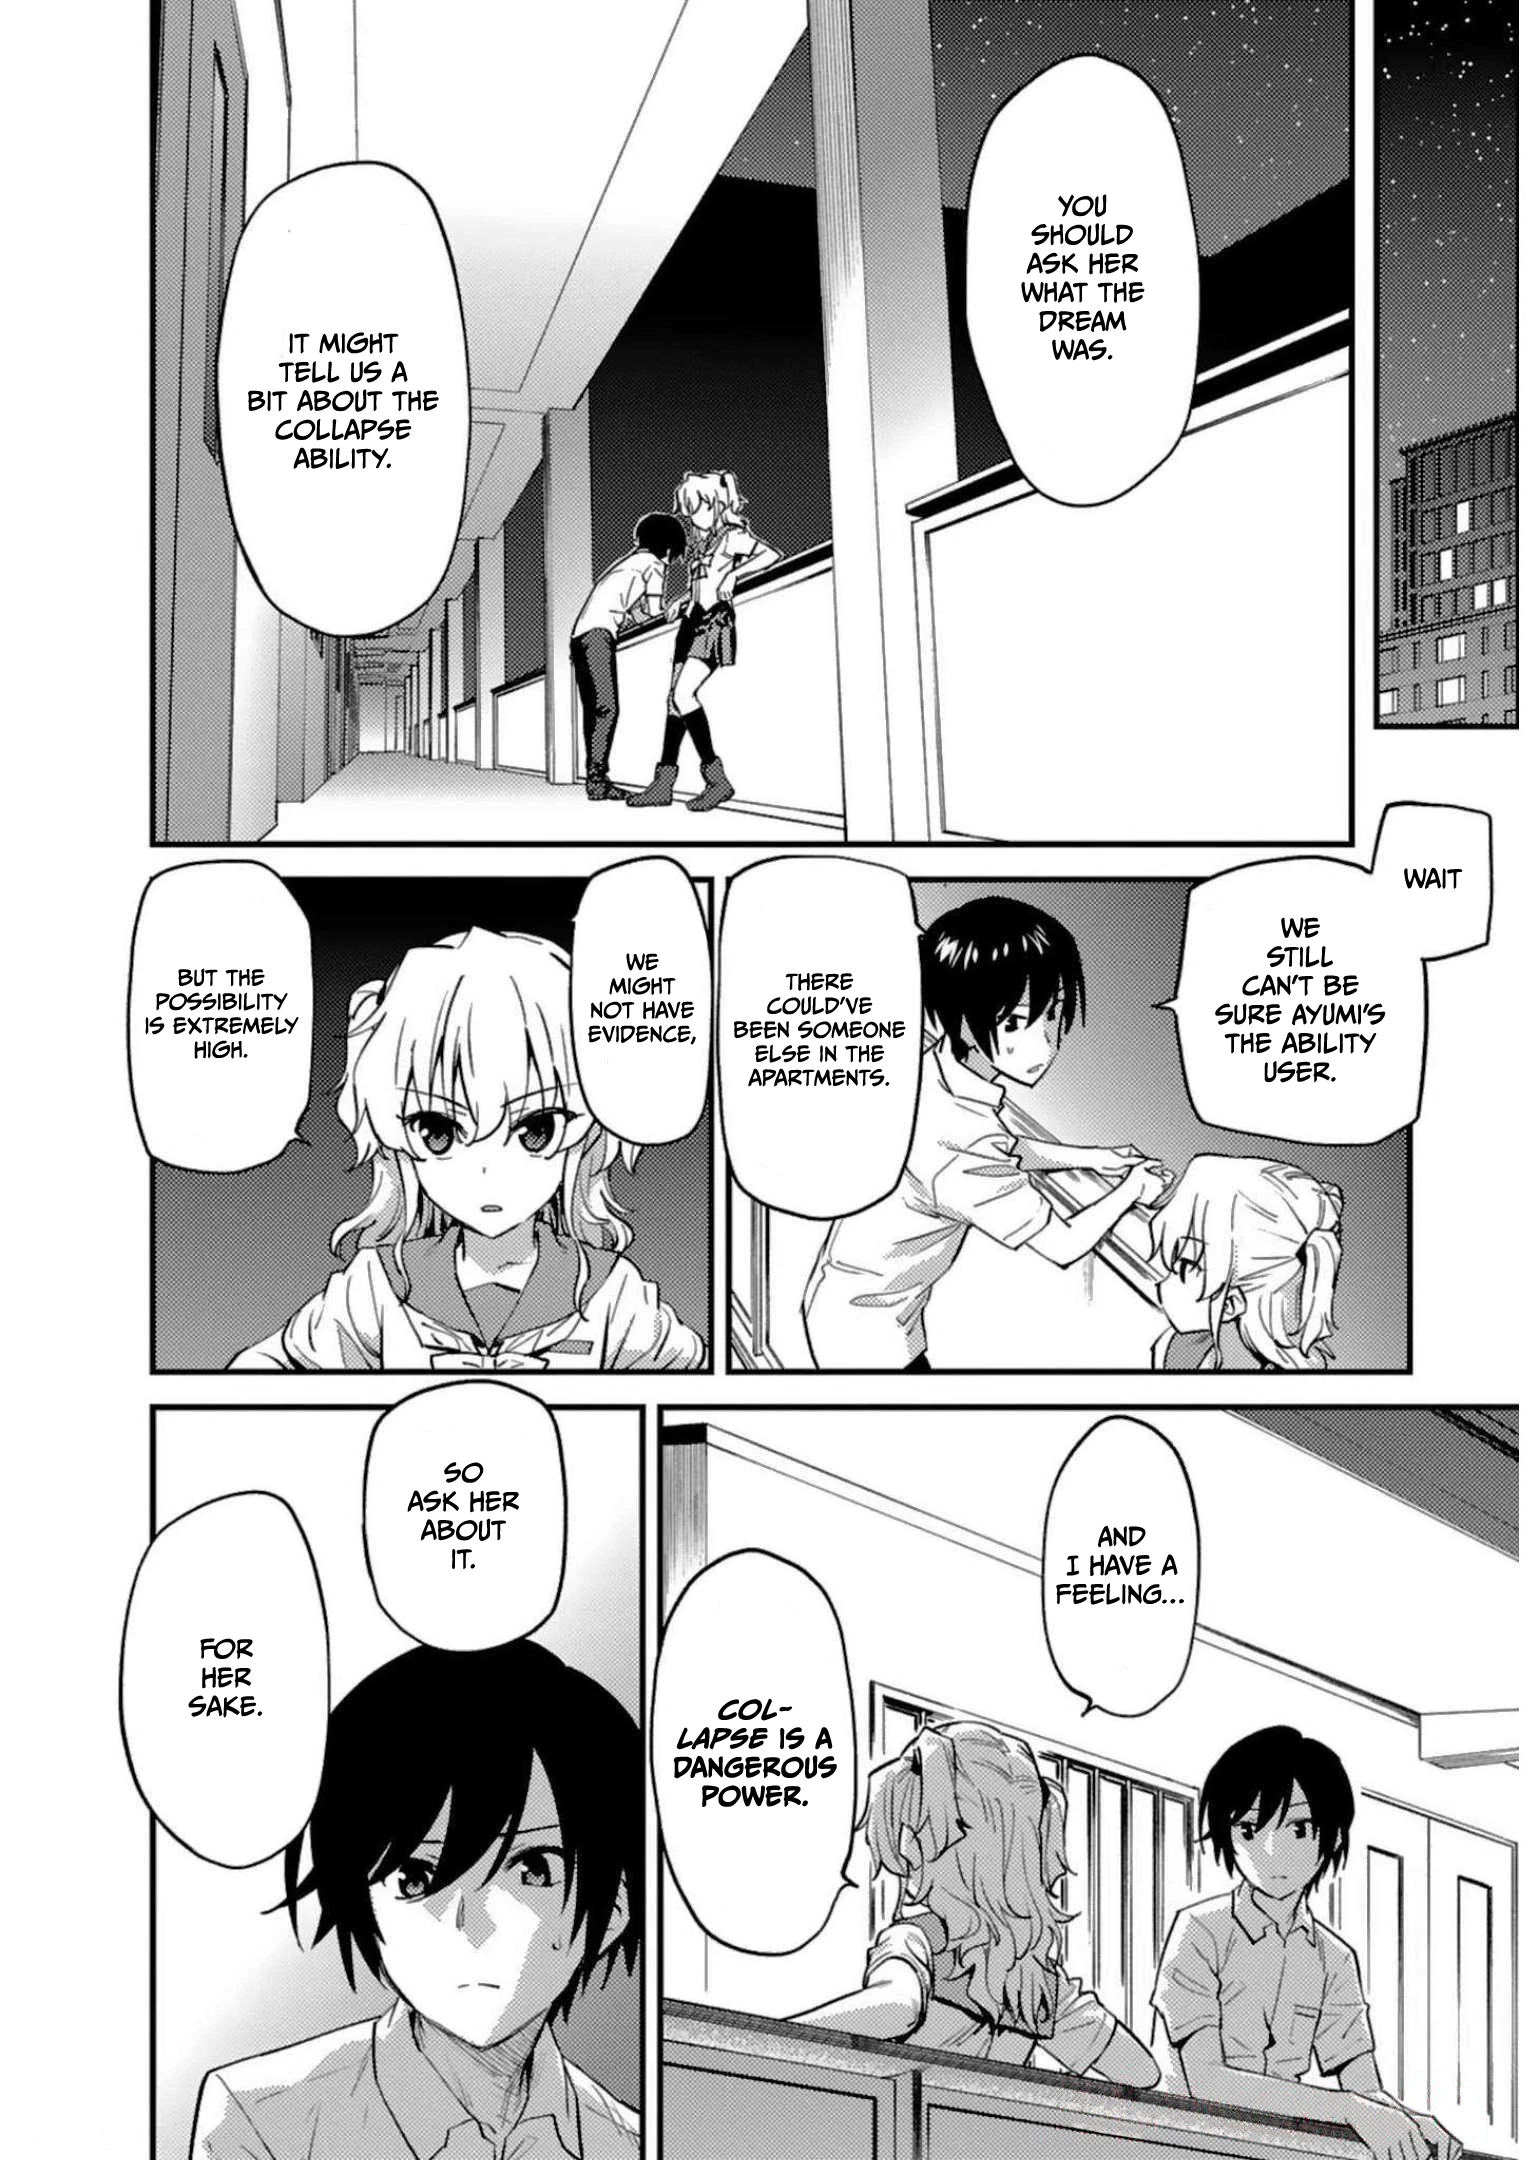 YOU
SHOULD
ASK HER
WHAT THE
DREAM
WAS.
IT MIGHT
TELL US A
BIT ABOUT THE
COLLAPSE
ABILITY.
WAIT
WE
STILL
CAN'T BE
SURE AYUMI'S
THE ABILITY
USER.
THERE
COULD'VE
BEEN SOMEONE
ELSE IN THE
APARTMENTS.
WE
MIGHT
NOT HAVE
EVIDENCE,
BUT THE
POSSIBILITY
IS EXTREMELY
HIGH.
AND
I HAVE A
FEELING...
COL-
LAPSE IS A
DANGEROUS
POWER.
SO
ASK HER
ABOUT
IT.
FOR
HER
SAKE.